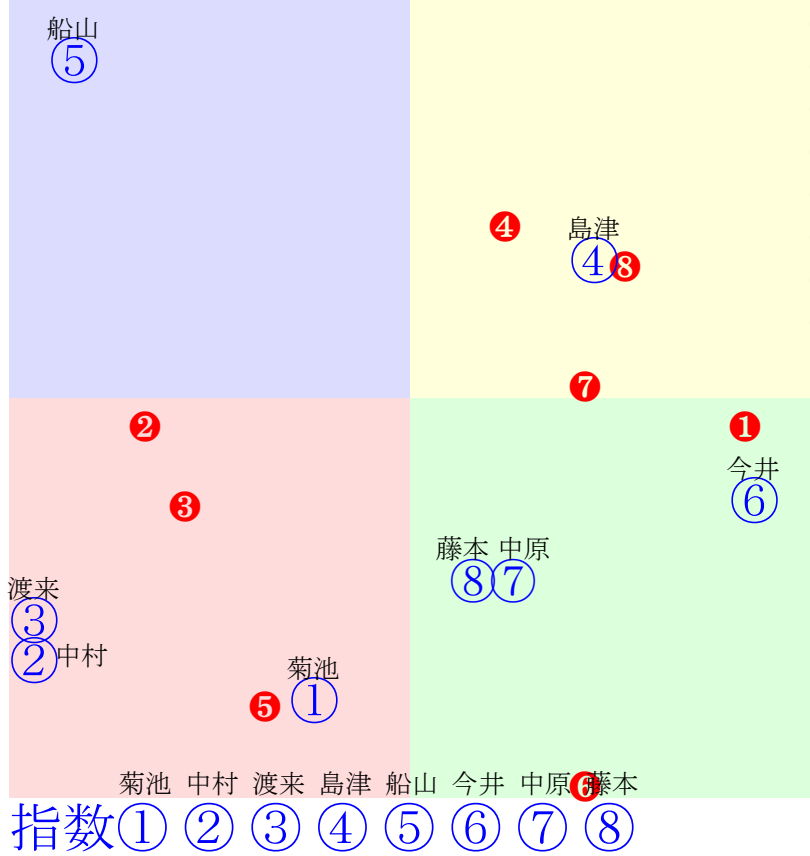 船山
⑤
❹
島津
④ ❽
❼
❷
❶
今井
⑥
❸
藤本 中原
⑧⑦
渡来
③
② 中村
菊池
①
❺
菊池 中村 渡来 島津 船山 今井 中原 ❻ 藤本
指数① ② ③ ④ ⑤ ⑥ ⑦ ⑧